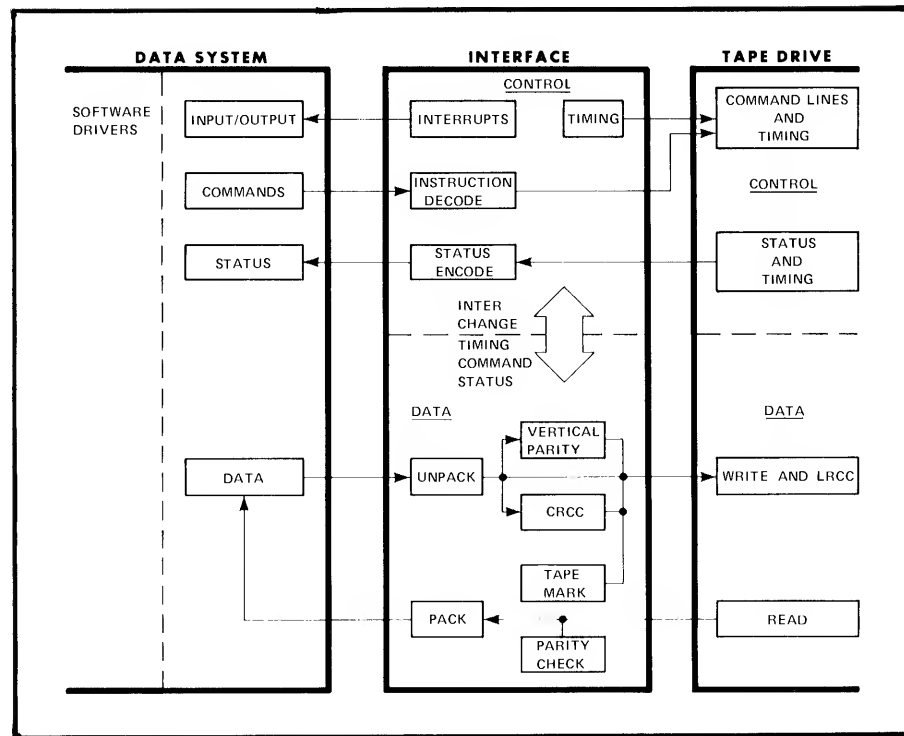 DATA SYSTEM
INTERFACE
TAPE DRIVE
CONTROL
SOFTWARE
DRIVERS
INPUT/OUTPUT
INTERRUPTS
TIMING
COMMAND LINES
AND
TIMING
COMMANDS
INSTRUCTION
DECODE
CONTROL
STATUS
STATUS
ENCODE
STATUS
AND
TIMING
INTER
CHANGE
TIMING
COMMAND
STATUS
DATA
DATA
VERTICAL
PARITY
DATA
UNPACK
WRITE AND LRCC
CRCC
TAPE
MARK
PACK
READ
PARITY
CHECK